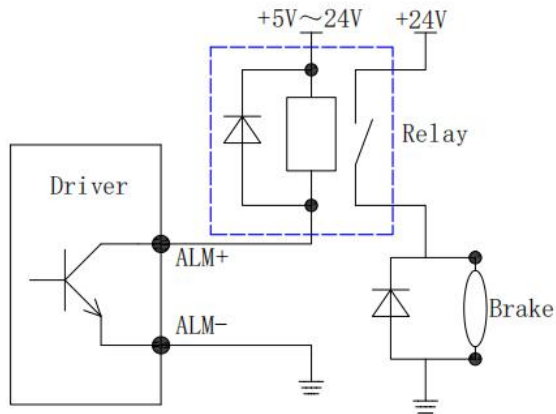 +5V～24V
+24V
Relay
Driver
ALM+
ALM-
Brake